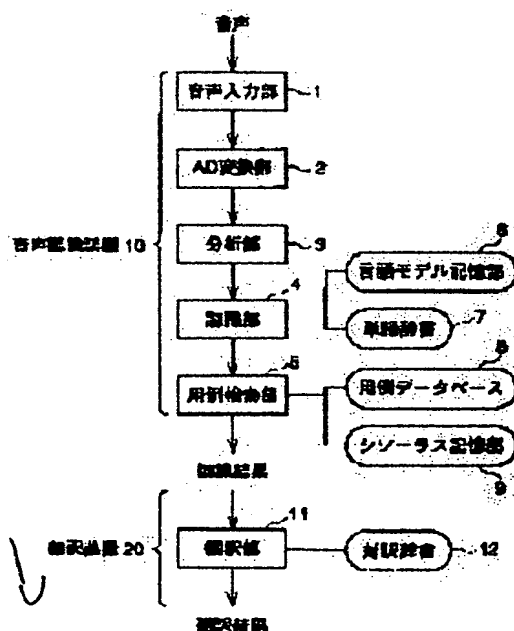 音声
音声入力部
1
AD変換部
2
音声認識装置 10
分析部
3
6
言語モデル記憶部
4
認識部
単語辞書
7
5
8
用例検索部
用例データベース
シソーラス記憶部
9
認識結果
11
翻訳装置 20
翻訳部
対訳辞書
12
翻訳結果